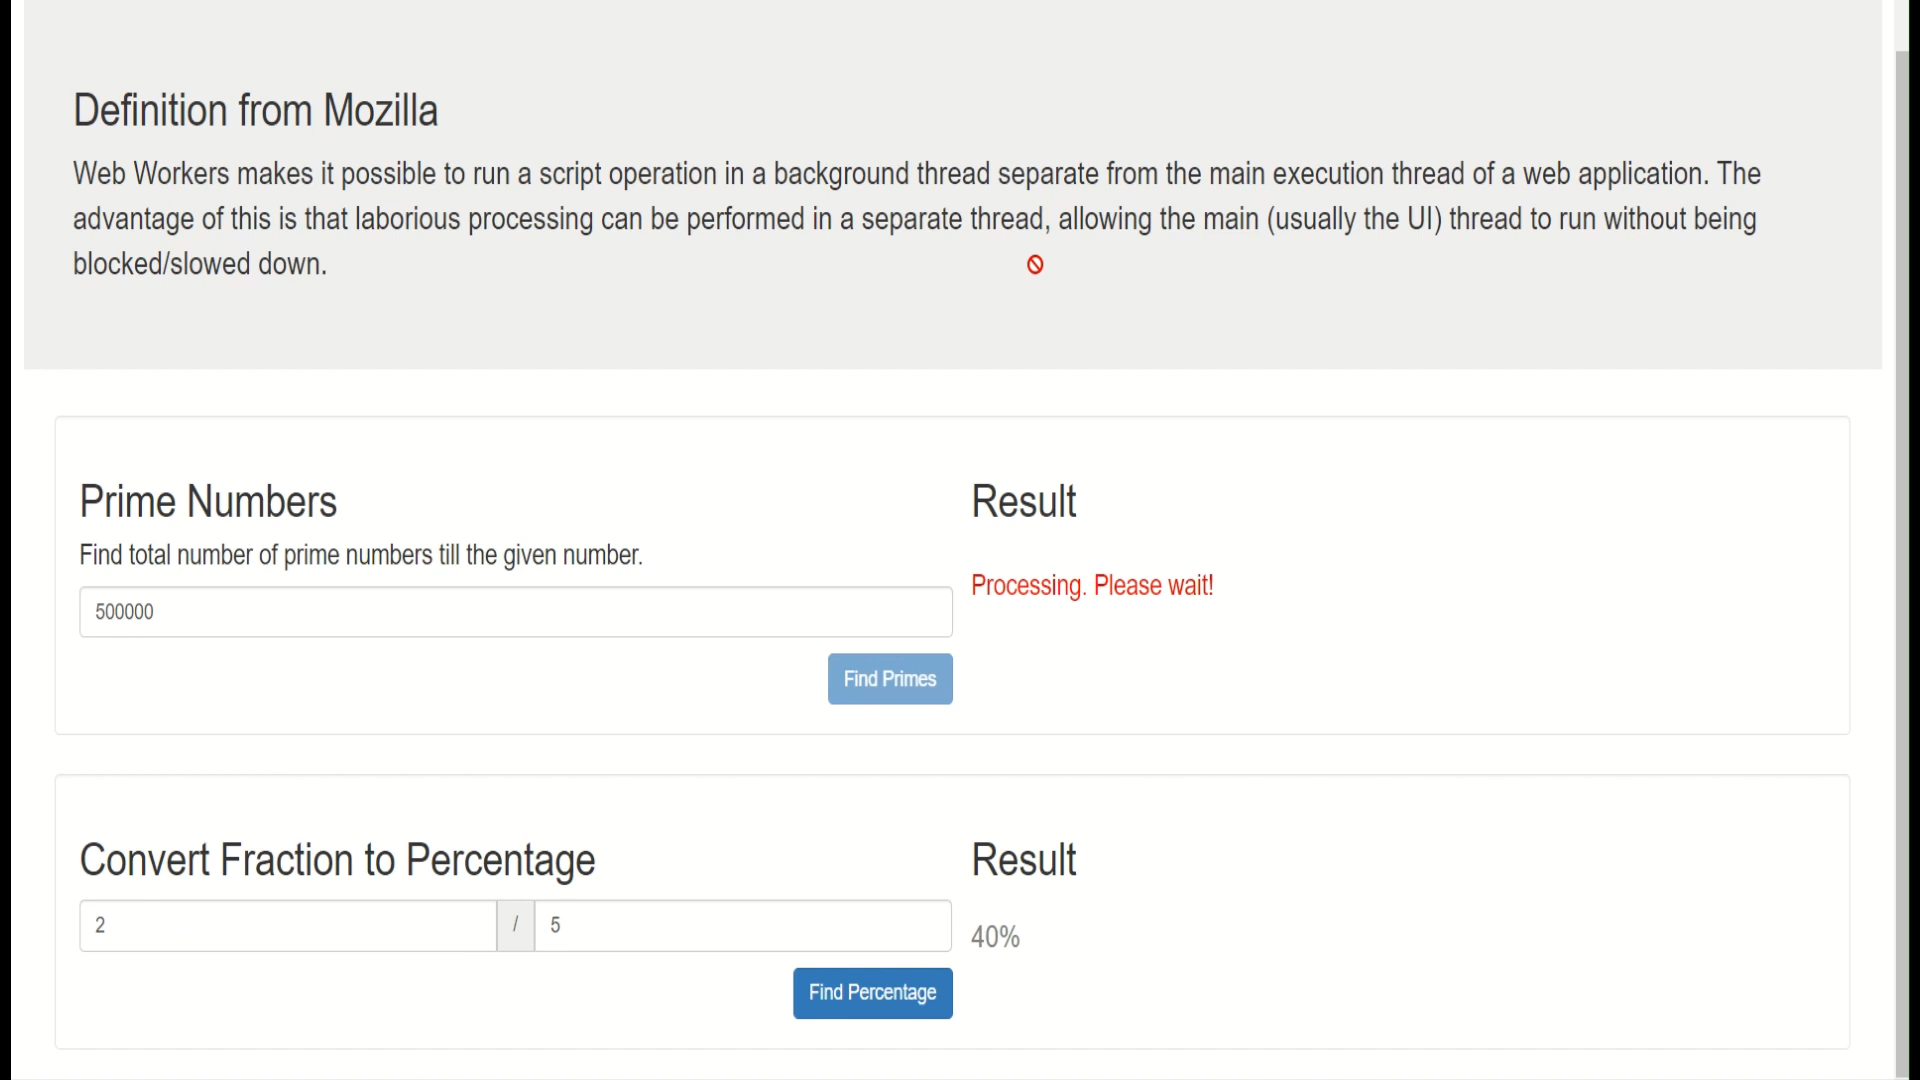 Definition from Mozilla
Web Workers makes it possible to run a script operation in a background thread separate from the main execution thread of a web application. The
advantage of this is that laborious processing can be performed in a separate thread, allowing the main (usually the UI) thread to run without being
blocked/slowed down.
Prime Numbers
Find total number of prime numbers till the given number.
500000
Find Primes
Result
Processing. Please wait!
Convert Fraction to Percentage
2 / 5
Find Percentage
Result
40%